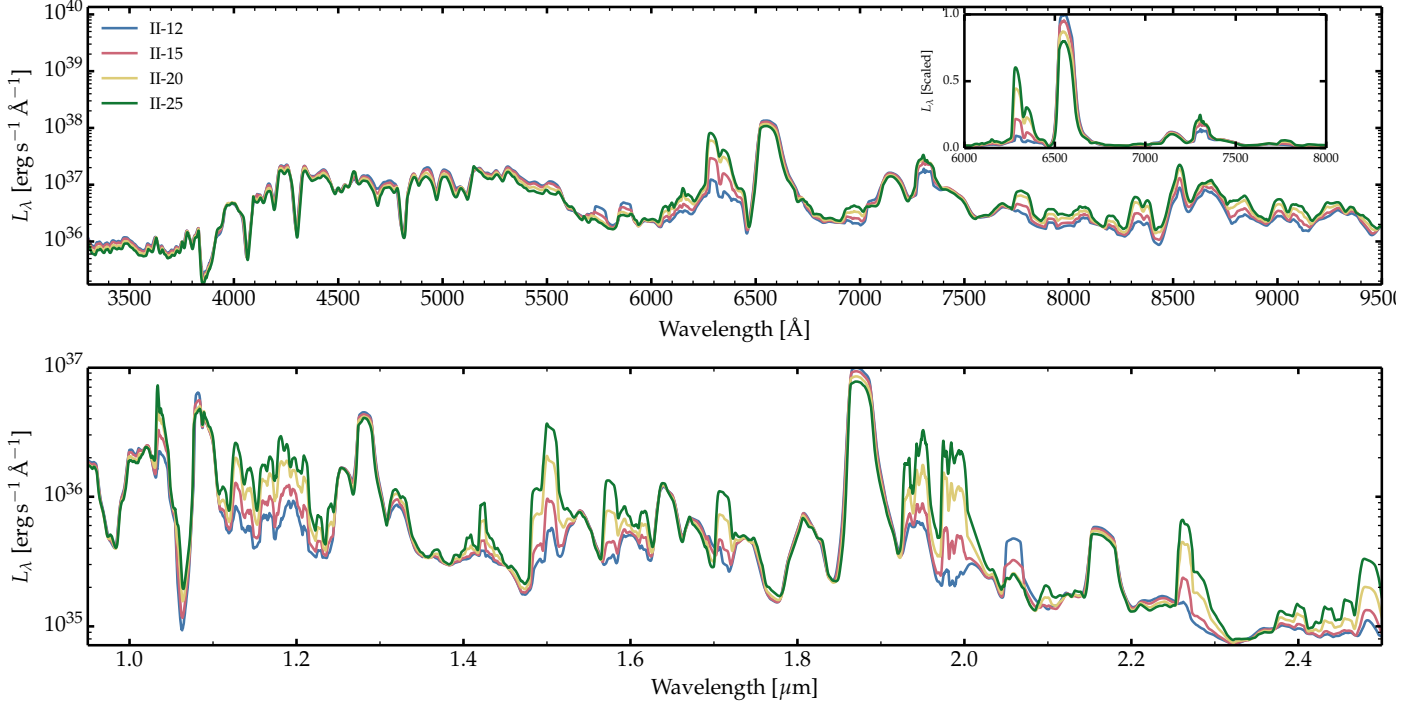 10^40
10^39
10^38
10^37
10^36
L_λ [erg s^−1 Å^−1]
II-12
II-15
II-20
II-25
1.0
0.5
0.0
L_λ [Scaled]
6000 6500 7000 7500 8000
3500 4000 4500 5000 5500 6000 6500 7000 7500 8000 8500 9000 950
Wavelength [Å]
10^37
10^36
10^35
L_λ [erg s^−1 Å^−1]
1.0 1.2 1.4 1.6 1.8 2.0 2.2 2.4
Wavelength [μm]